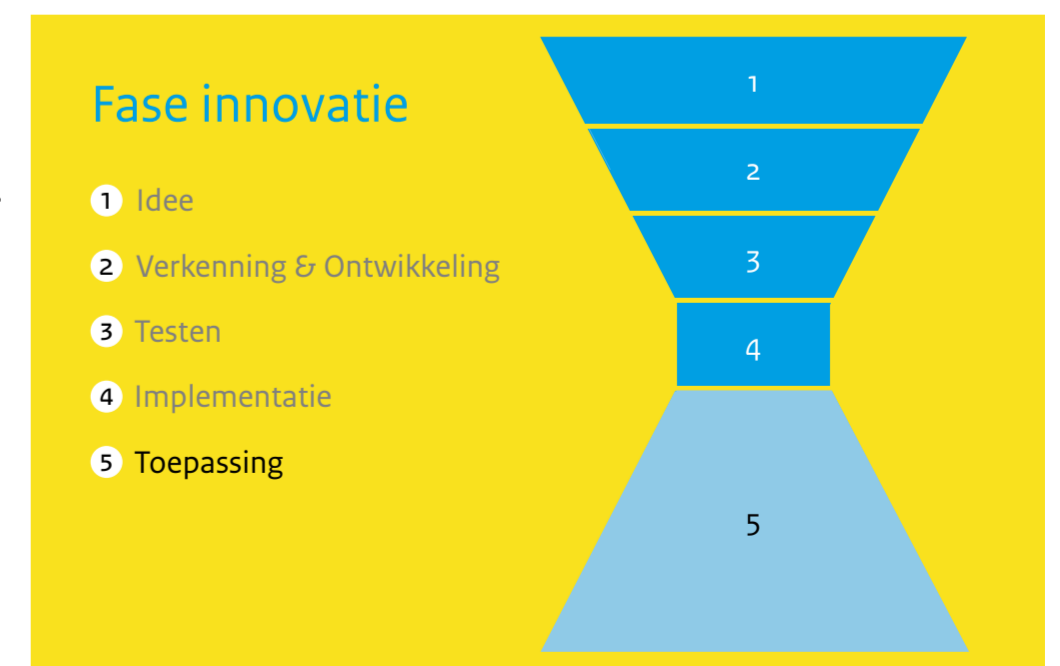 Fase innovatie
1 Idee
2 Verkenning & Ontwikkeling
3 Testen
4 Implementatie
5 Toepassing
1
2
3
4
5